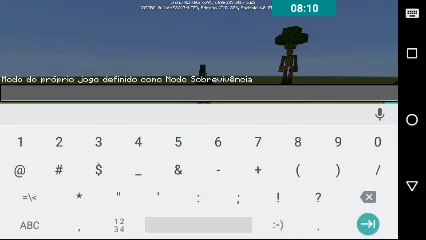 08:10
Modo do próprio jogo definido como Modo Sobrevivência
1 2 3 4 5 6 7 8 9 0
@ # $ _ & - + ( ) /
=\< * " ' : ; ! ?
ABC , 12 34 :-) .